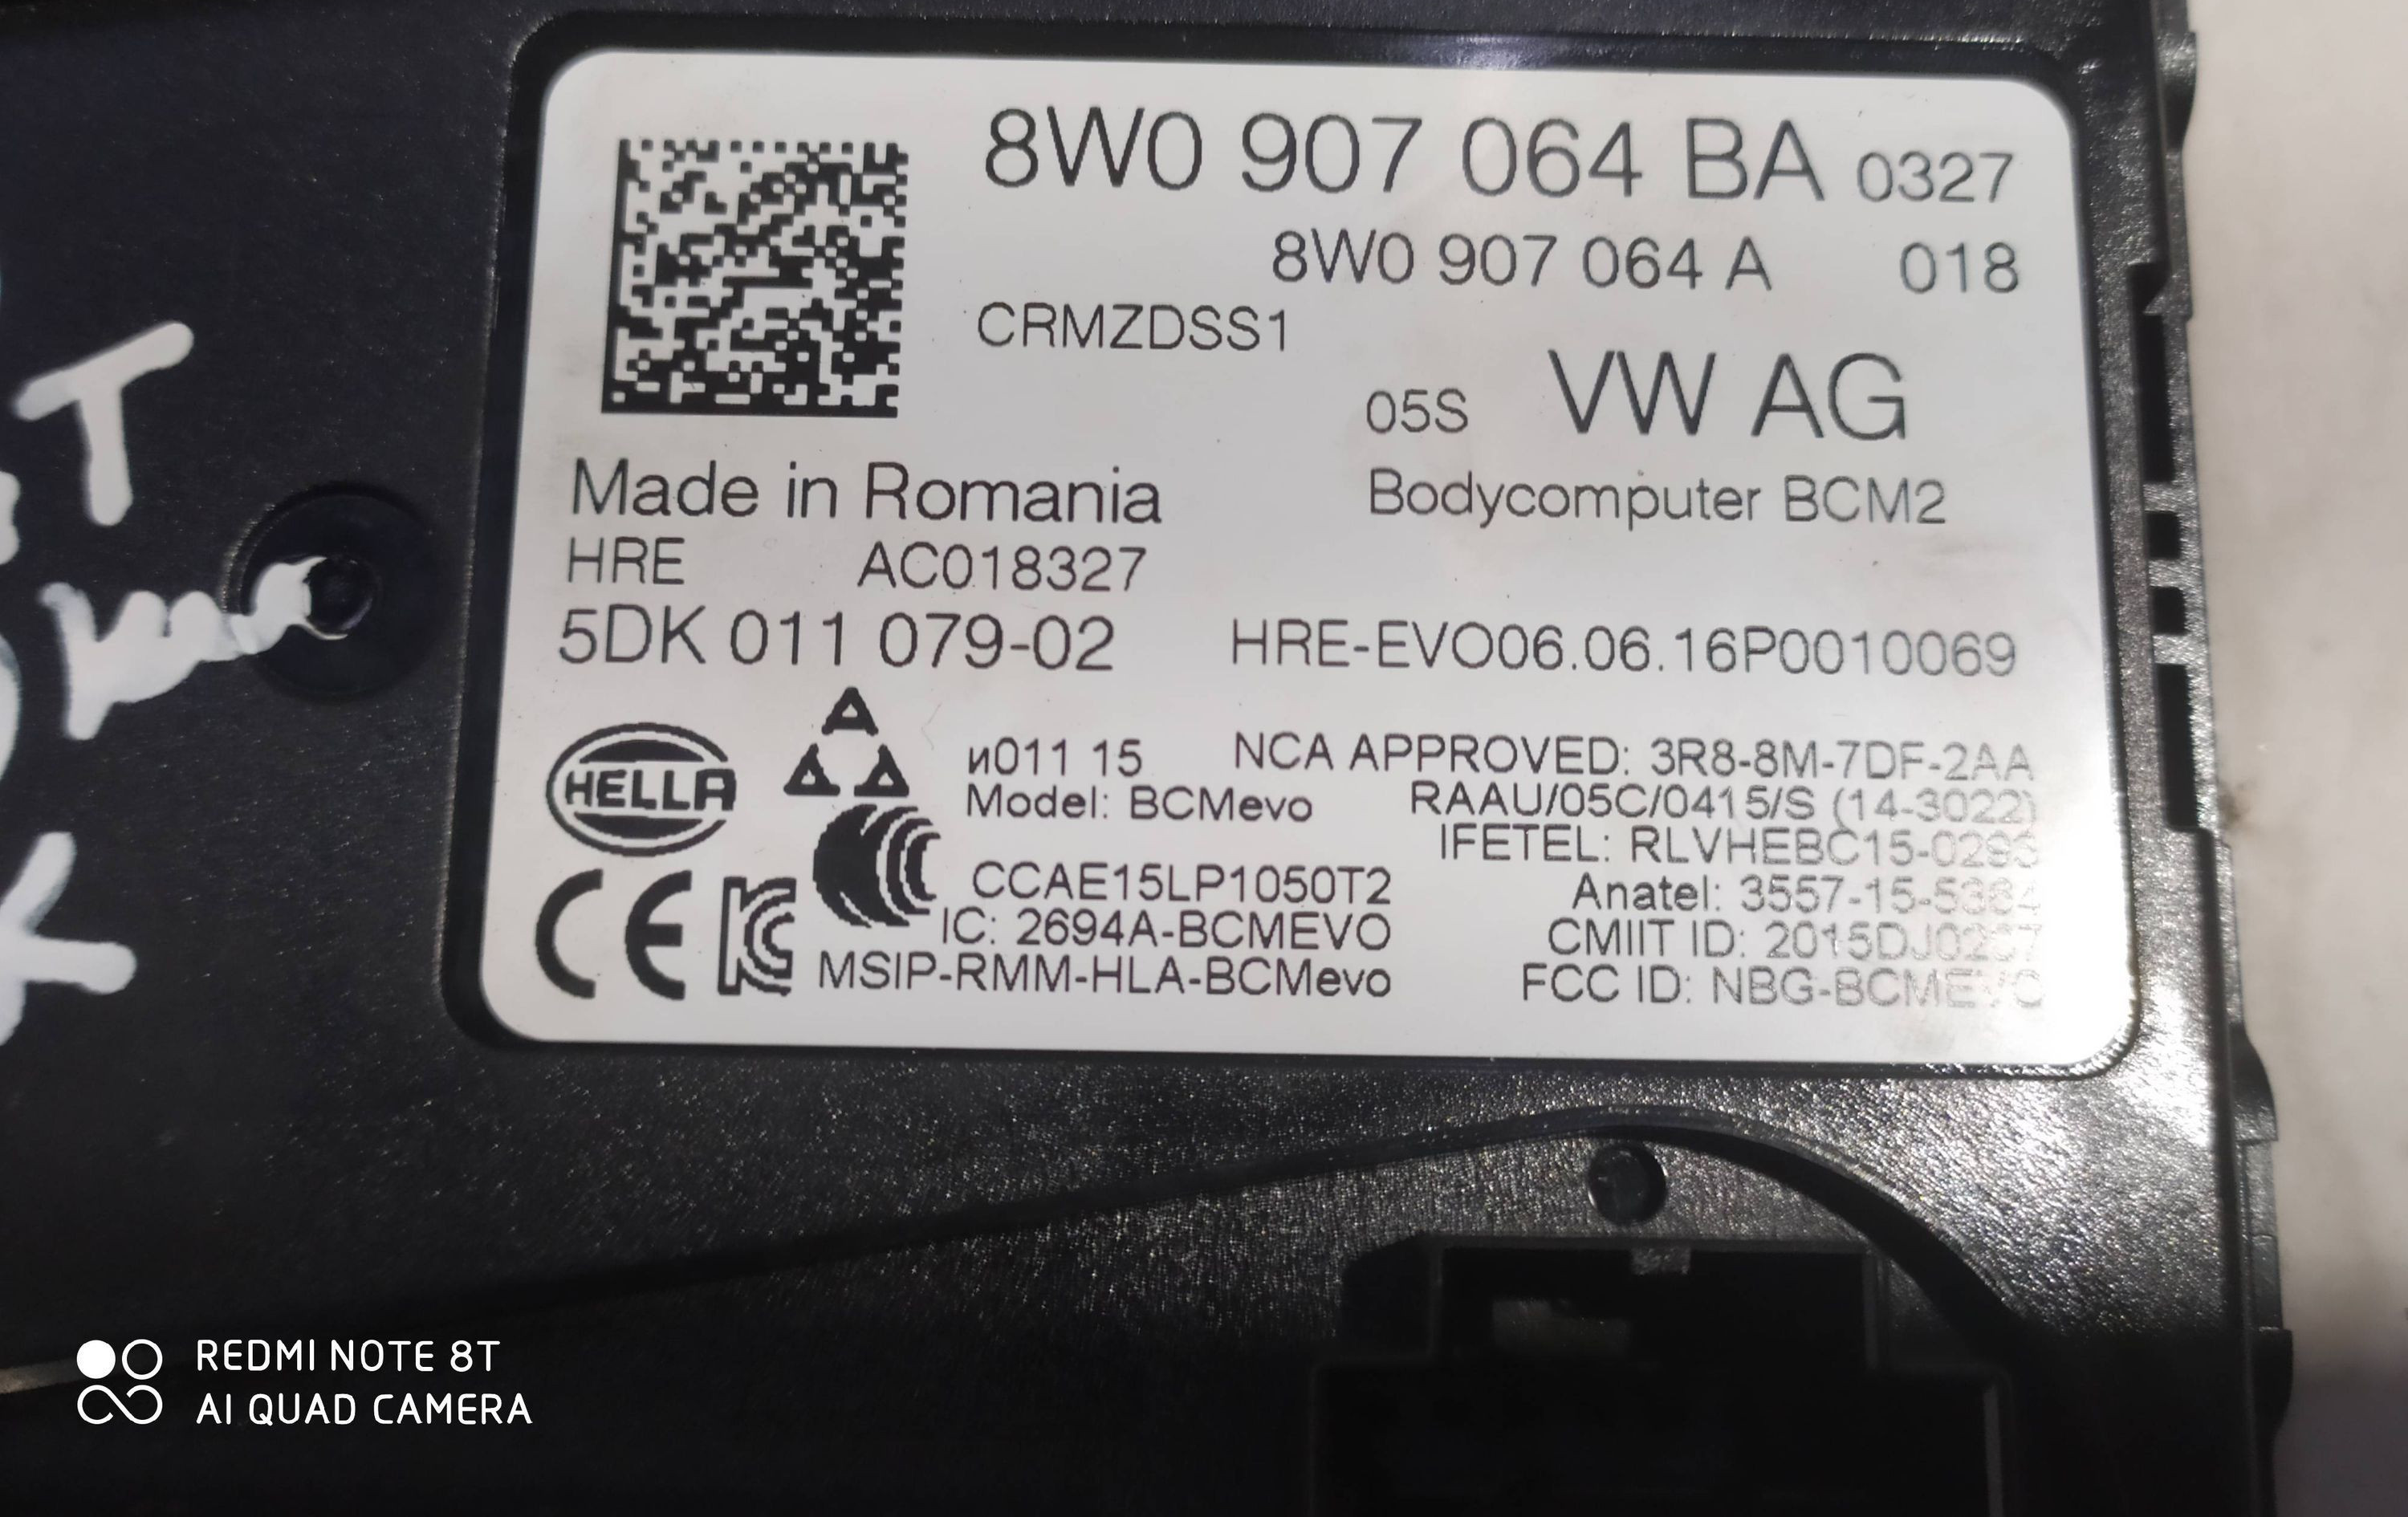 8W0 907 064 BA 0327
8W0 907 064 A 018
CRMZDSS1
05S VW AG
Made in Romania
Bodycomputer BCM2
HRE AC018327
5DK 011 079-02
HRE-EVO06.06.16P0010069
HELLA
и011 15
NCA APPROVED: 3R8-8M-7DF-2AA
Model: BCMevo
RAAU/05C/0415/S (14-3022)
IFETEL: RLVHEBC15-0293
CCAE15LP1050T2
Anatel:
IC: 2694A-BCMEVO
CMIIT ID:
CE
MSIP-RMM-HLA-BCMevo
FCC ID: NBG-BCMEVO
T
REDMI NOTE 8T
AI QUAD CAMERA